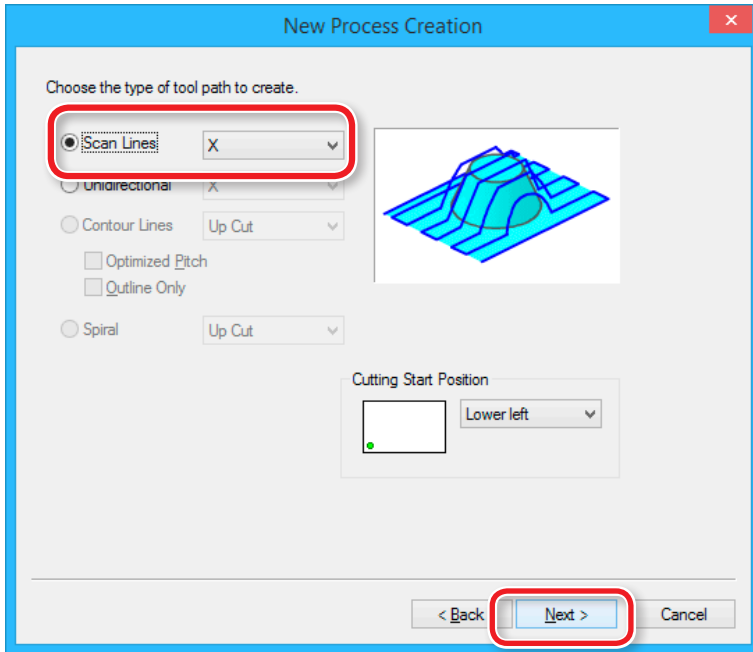 New Process Creation
Choose the type of tool path to create.
Scan Lines X
Unidirectional X
Contour Lines Up Cut
Optimized Pitch
Outline Only
Spiral Up Cut
Cutting Start Position
Lower left
< Back Next > Cancel